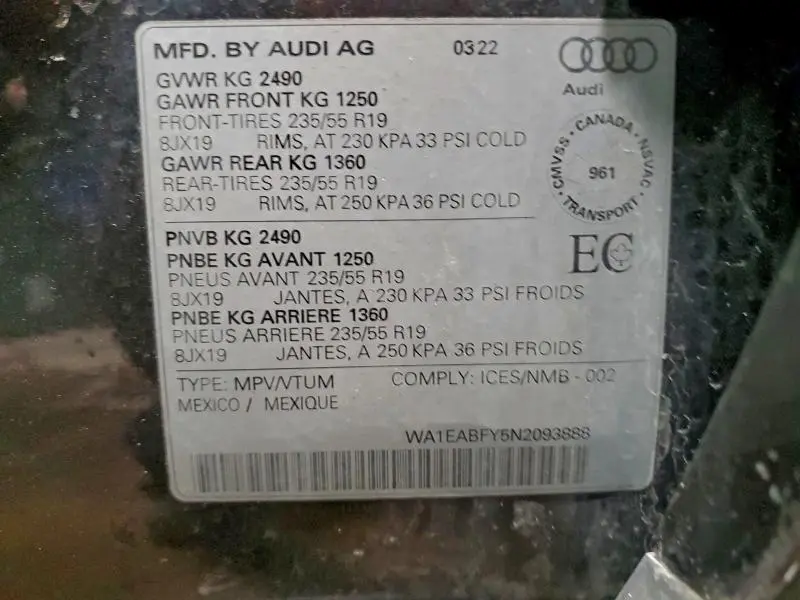 MFD. BY AUDI AG 03 22
Audi
GVWR KG 2490
GAWR FRONT KG 1250
FRONT-TIRES 235/55 R19
8JX19 RIMS, AT 230 KPA 33 PSI COLD
GAWR REAR KG 1360
REAR-TIRES 235/55 R19
8JX19 RIMS, AT 250 KPA 36 PSI COLD
CANADA · NSVAC · TRANSPORT · CMVSS ·
961
PNVB KG 2490
PNBE KG AVANT 1250
PNEUS AVANT 235/55 R19
8JX19 JANTES, A 230 KPA 33 PSI FROIDS
PNBE KG ARRIERE 1360
PNEUS ARRIERE 235/55 R19
8JX19 JANTES, A 250 KPA 36 PSI FROIDS
EC
TYPE: MPV/VTUM COMPLY: ICES/NMB - 002
MEXICO / MEXIQUE
WA1EABFY5N2093888